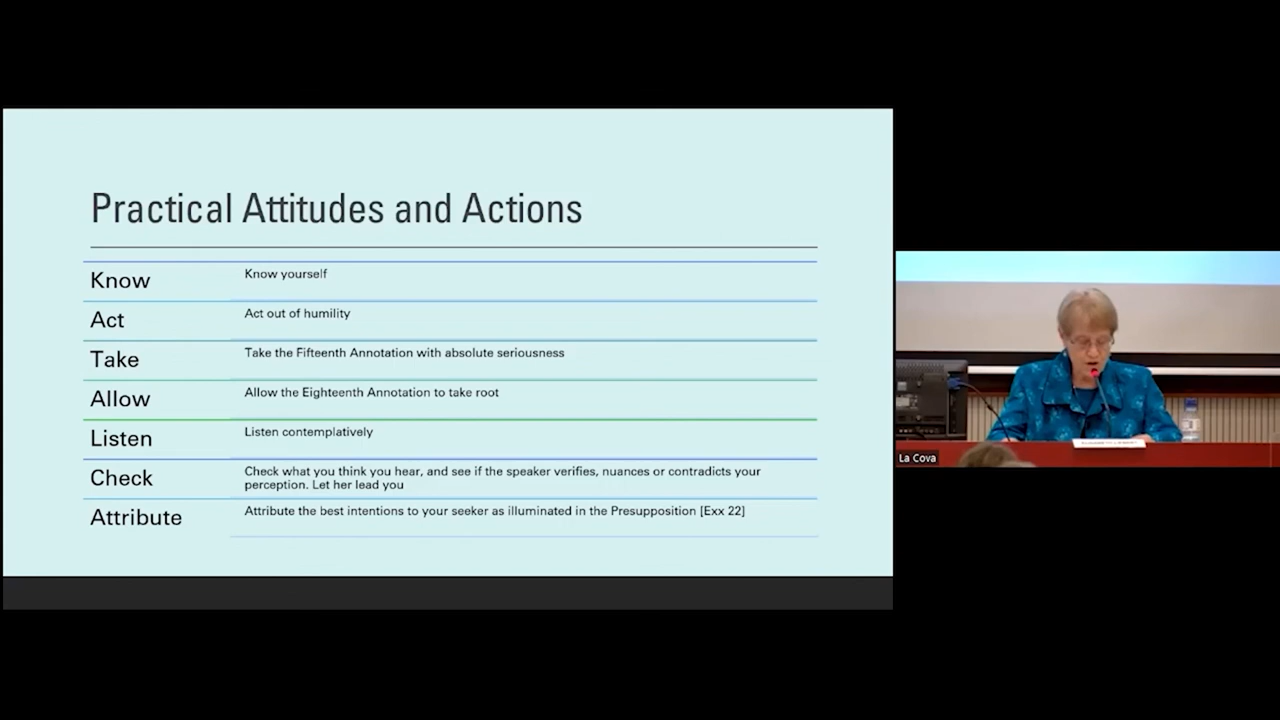 Practical Attitudes and Actions
Know
Know yourself
Act
Act out of humility
Take
Take the Fifteenth Annotation with absolute seriousness
Allow
Allow the Eighteenth Annotation to take root
Listen
Listen contemplatively
Check
Check what you think you hear, and see if the speaker verifies, nuances or contradicts your
perception. Let her lead you
Attribute
Attribute the best intentions to your seeker as illuminated in the Presupposition [Exx 22]
La Cova